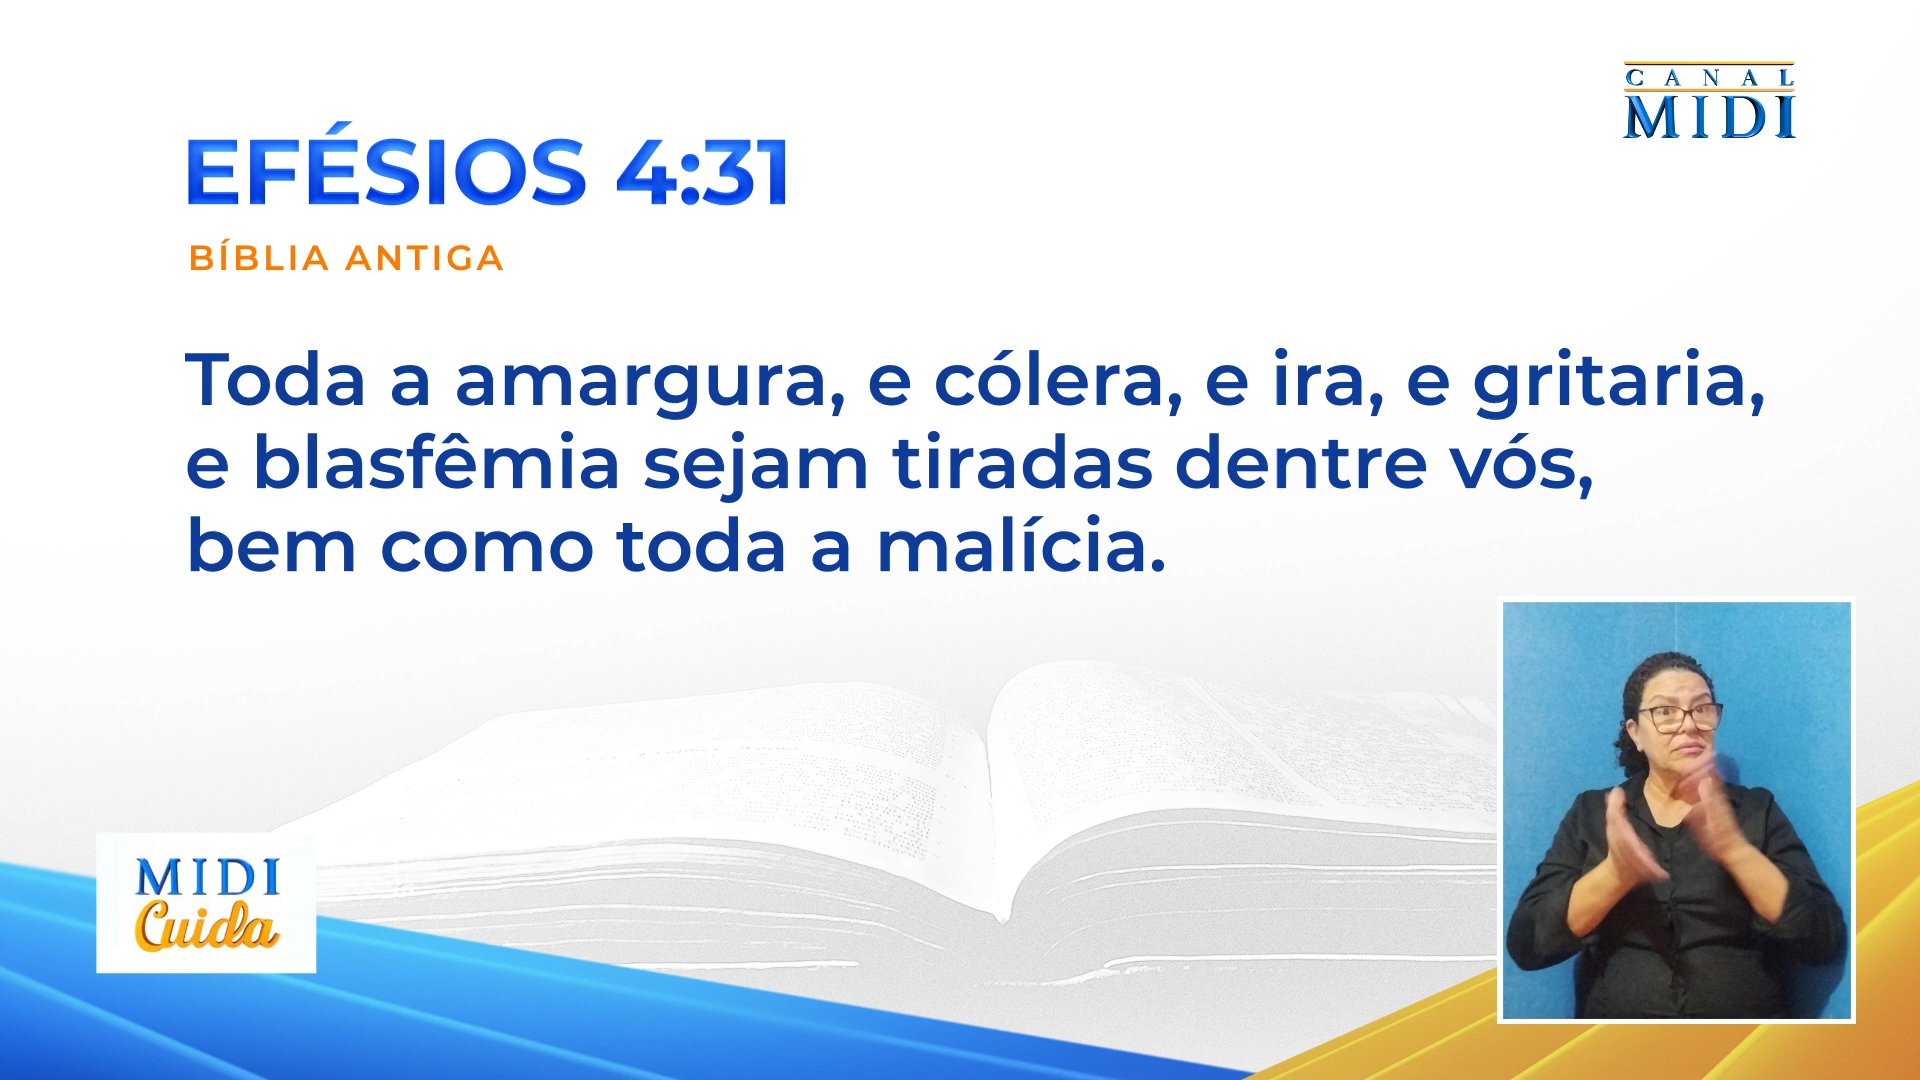 CANAL
MIDI
EFÉSIOS 4:31
BÍBLIA ANTIGA
Toda a amargura, e cólera, e ira, e gritaria,
e blasfêmia sejam tiradas dentre vós,
bem como toda a malícia.
MIDI
Cuida